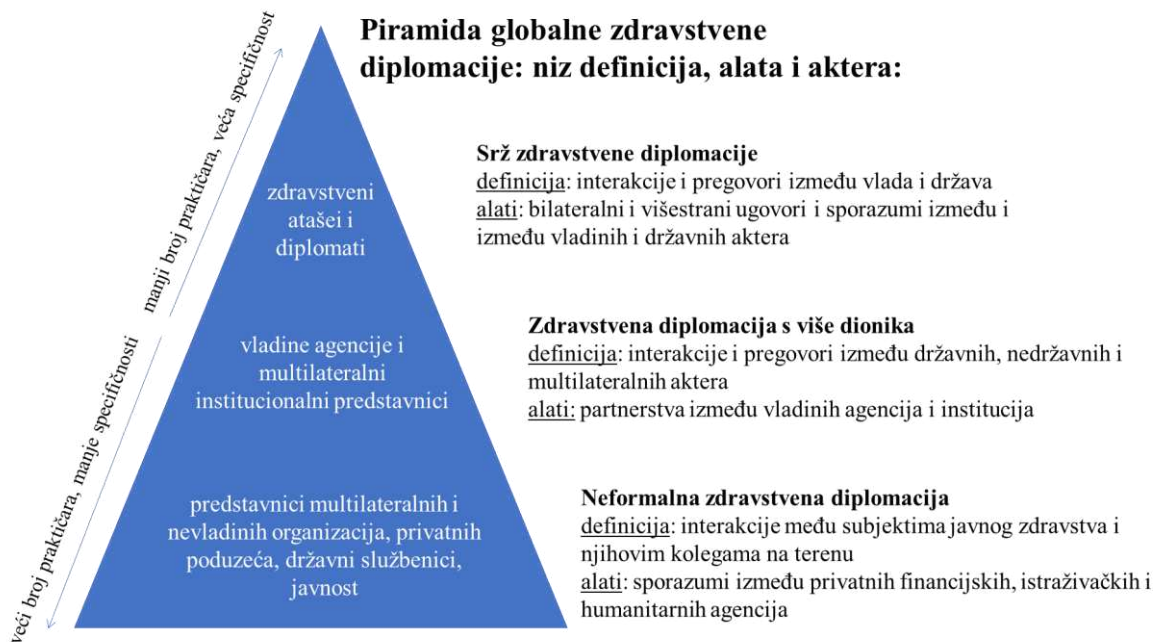 Piramida globalne zdravstvene
diplomacije: niz definicija, alata i aktera:
manji broj praktičara, veća specifičnost
veći broj praktičara, manje specifičnosti
zdravstveni
atašei i
diplomati
Srž zdravstvene diplomacije
definicija: interakcije i pregovori između vlada i država
alati: bilateralni i višestrani ugovori i sporazumi između i
između vladinih i državnih aktera
vladine agencije i
multilateralni
institucionalni predstavnici
Zdravstvena diplomacija s više dionika
definicija: interakcije i pregovori između državnih, nedržavnih i
multilateralnih aktera
alati: partnerstva između vladinih agencija i institucija
predstavnici multilateralnih i
nevladinih organizacija, privatnih
poduzeća, državni službenici,
javnost
Neformalna zdravstvena diplomacija
definicija: interakcije među subjektima javnog zdravstva i
njihovim kolegama na terenu
alati: sporazumi između privatnih financijskih, istraživačkih i
humanitarnih agencija